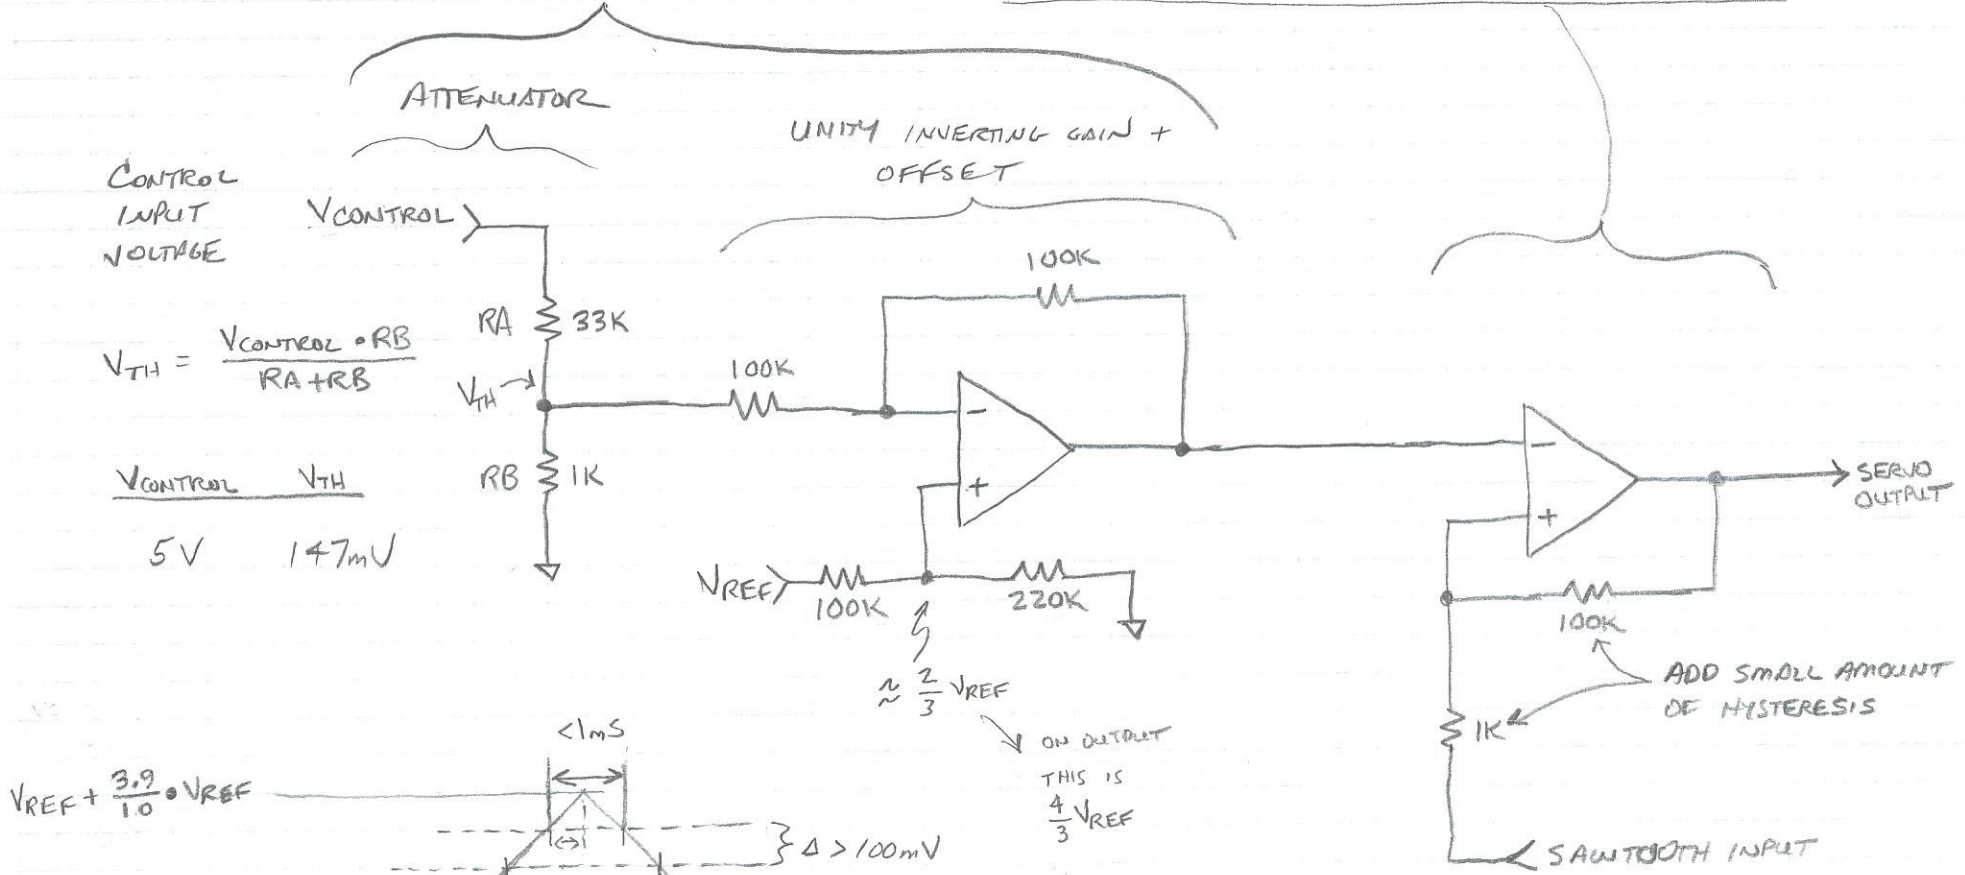 ATTENUATOR
UNITY INVERTING GAIN +
OFFSET
CONTROL
INPUT
VOLTAGE
VCONTROL
100K
RA
33K
VTH = VCONTROL • RB / RA + RB
VTH
100K
-
+
-
+
VCONTROL VTH
5V 147mV
RB
1K
SERVO
OUTPUT
VREF
100K
220K
100K
≈ 2/3 VREF
ON OUTPUT
THIS IS
4/3 VREF
ADD SMALL AMOUNT
OF HYSTERESIS
1K
<1mS
VREF + 3.9/1.0 • VREF
Δ > 100mV
SAWTOOTH INPUT